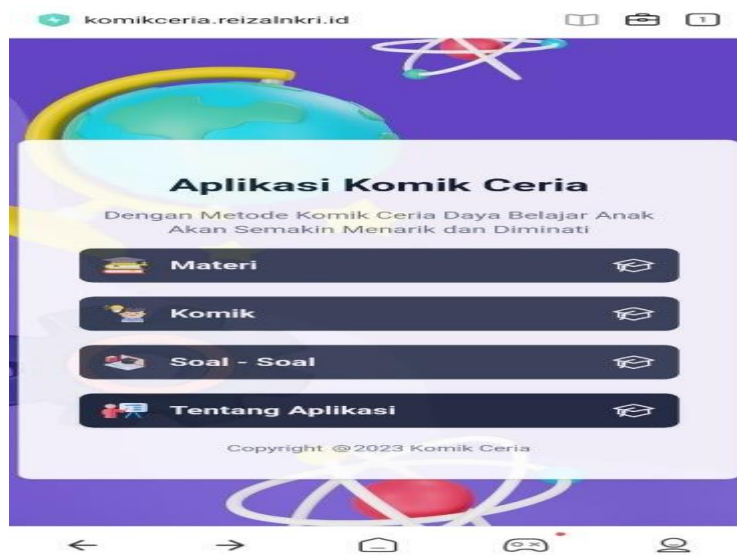 komikceria.reizalnkri.id
1
Aplikasi Komik Ceria
Dengan Metode Komik Ceria Daya Belajar Anak
Akan Semakin Menarik dan Diminati
Materi
Komik
Soal - Soal
Tentang Aplikasi
Copyright @2023 Komik Ceria